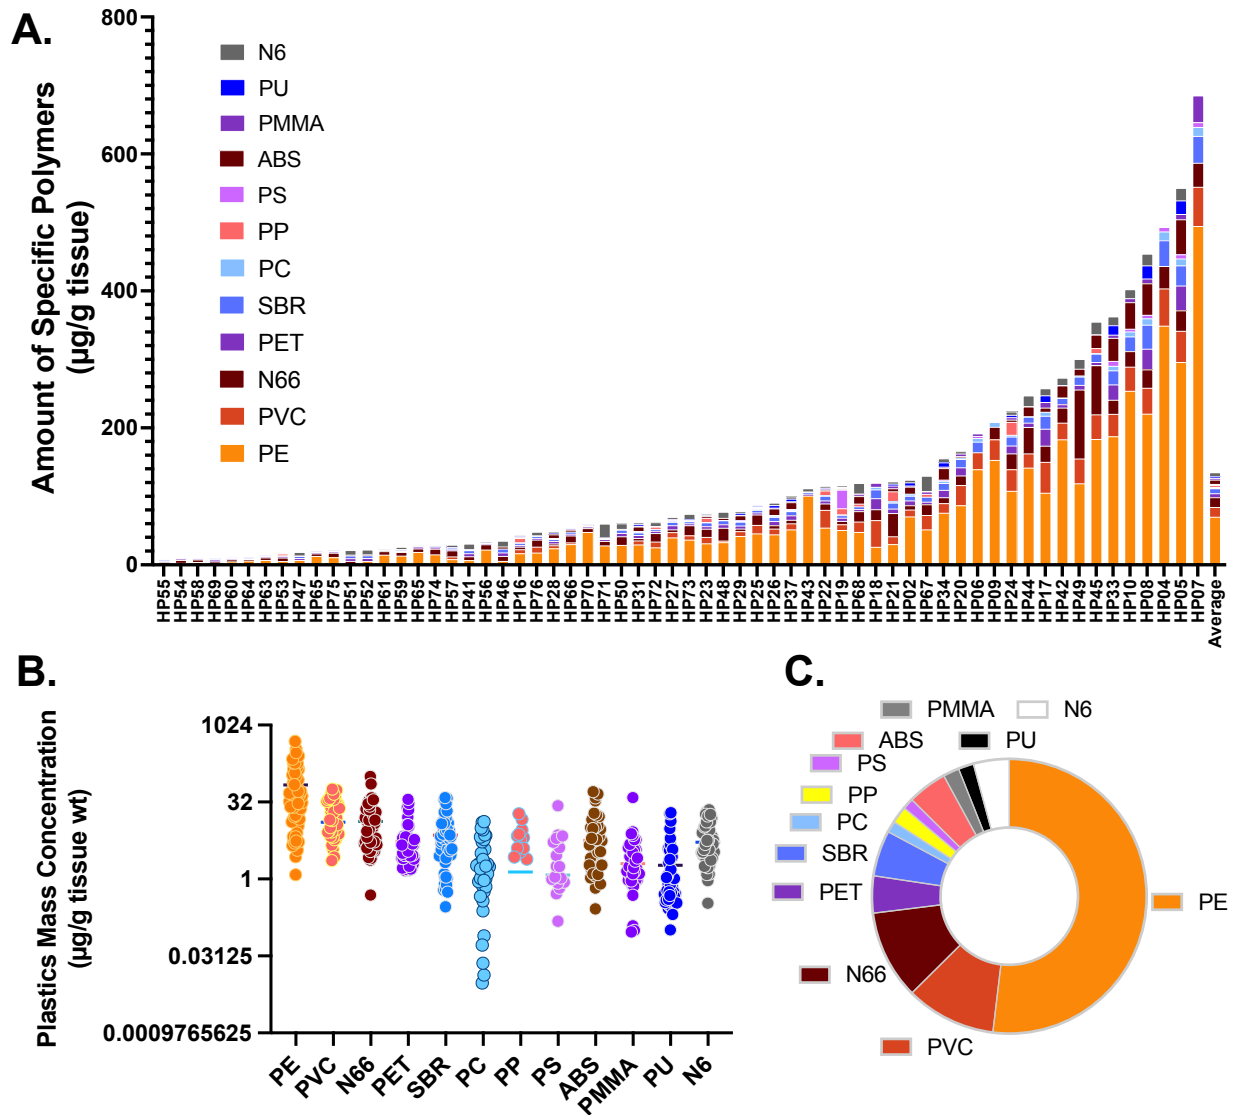 A.
Amount of Specific Polymers
(µg/g tissue)
800
600
400
200
0
N6
PU
PMMA
ABS
PS
PP
PC
SBR
PET
N66
PVC
PE
HP55 HP54 HP58 HP69 HP60 HP64 HP63 HP53 HP47 HP65 HP75 HP51 HP52 HP61 HP59 HP65 HP74 HP57 HP41 HP56 HP46 HP16 HP76 HP28 HP66 HP70 HP71 HP50 HP31 HP72 HP27 HP73 HP23 HP48 HP29 HP25 HP26 HP37 HP43 HP22 HP19 HP68 HP18 HP21 HP02 HP67 HP34 HP20 HP06 HP09 HP24 HP44 HP17 HP42 HP49 HP45 HP33 HP10 HP08 HP04 HP05 HP07 Average
B.
Plastics Mass Concentration
(µg/g tissue wt)
1024
32
1
0.03125
0.0009765625
PE PVC N66 PET SBR PC PP PS ABS PMMA PU N6
C.
PMMA N6
ABS PU
PS
PP
PC
SBR
PET
PE
N66
PVC